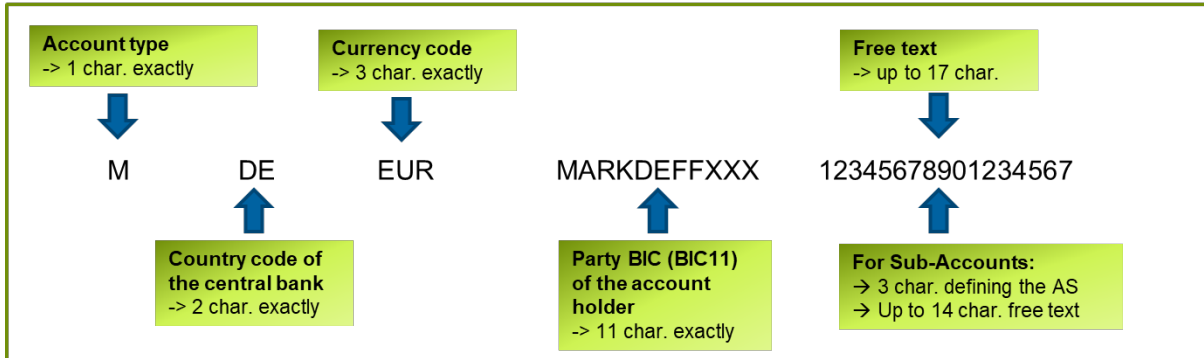 Account type
-> 1 char. exactly
Currency code
-> 3 char. exactly
Free text
-> up to 17 char.
M DE EUR MARKDEFFXXX 12345678901234567
Country code of
the central bank
-> 2 char. exactly
Party BIC (BIC11)
of the account
holder
-> 11 char. exactly
For Sub-Accounts:
→ 3 char. defining the AS
→ Up to 14 char. free text